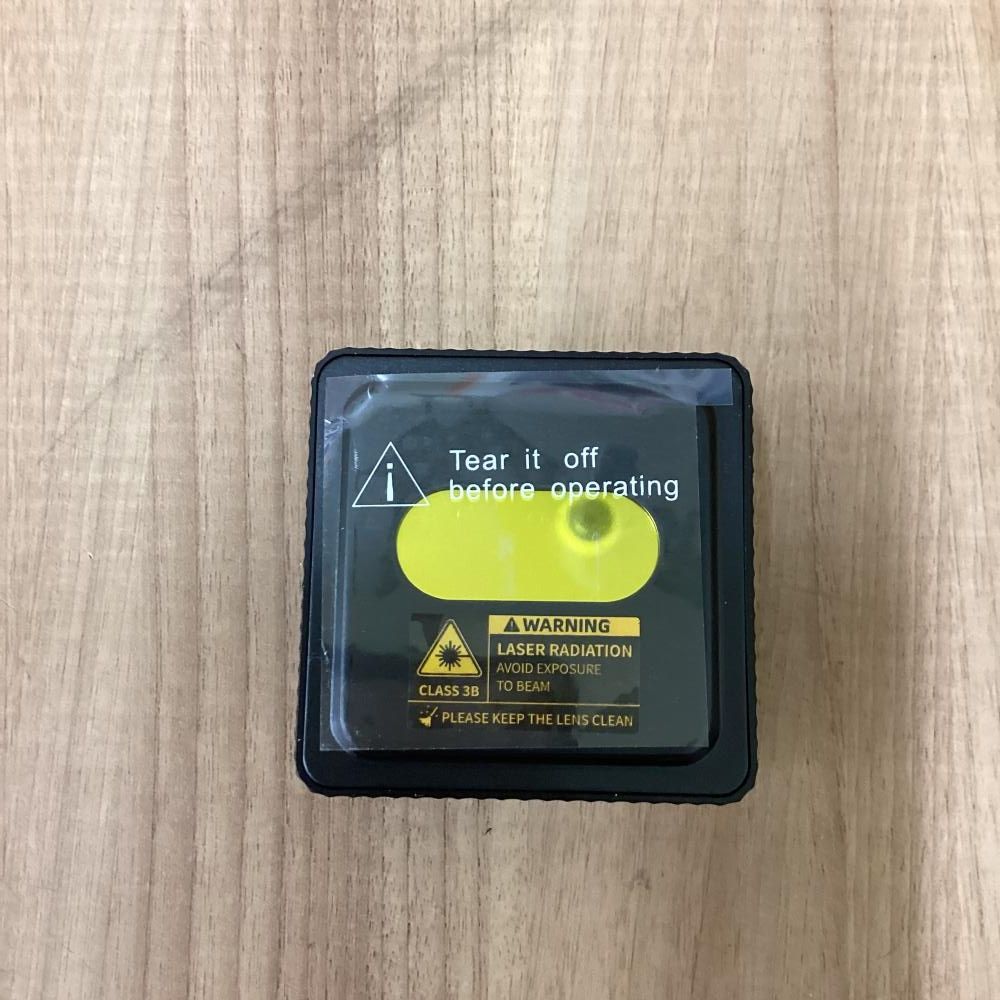 Tear it off
before operating
WARNING
LASER RADIATION
AVOID EXPOSURE
TO BEAM
CLASS 3B
PLEASE KEEP THE LENS CLEAN